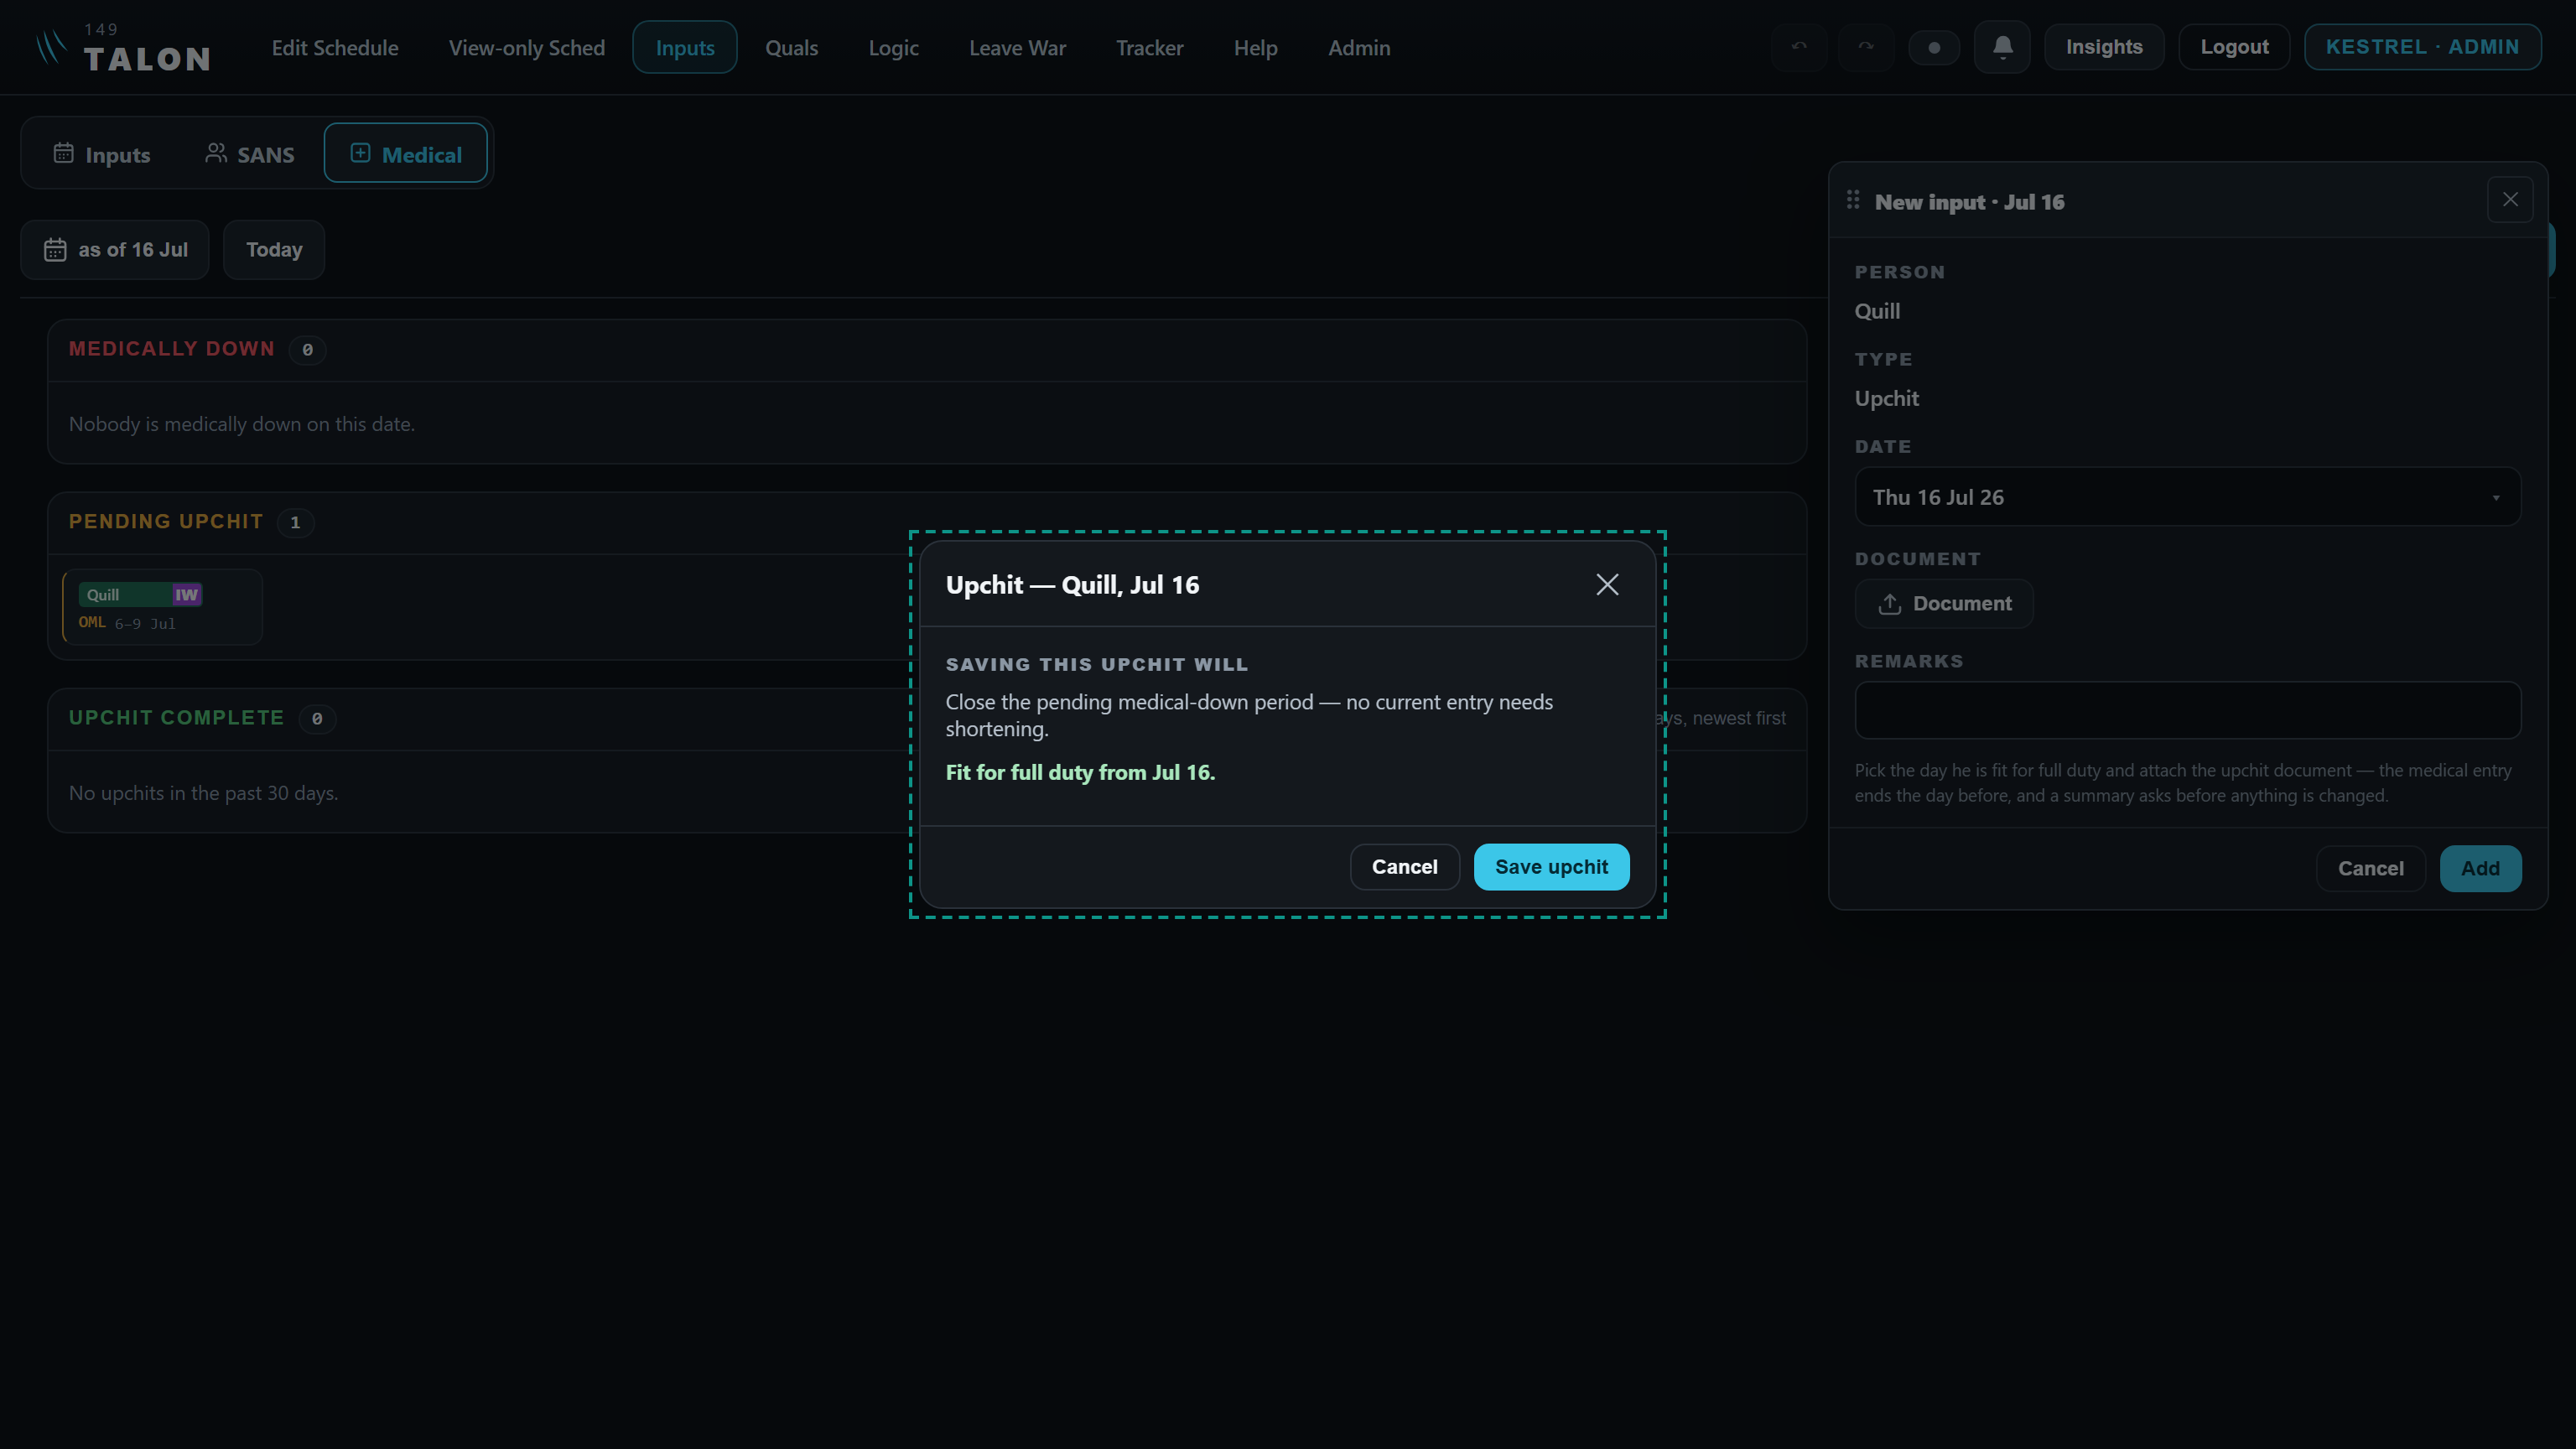 149
TALON
Edit Schedule
View-only Sched
Inputs
Quals
Logic
Leave War
Tracker
Help
Admin
Insights
Logout
KESTREL · ADMIN
Inputs
SANS
Medical
as of 16 Jul
Today
MEDICALLY DOWN 0
Nobody is medically down on this date.
PENDING UPCHIT 1
Quill IW
OML 6–9 Jul
UPCHIT COMPLETE 0
days, newest first
No upchits in the past 30 days.
Upchit — Quill, Jul 16
SAVING THIS UPCHIT WILL
Close the pending medical-down period — no current entry needs
shortening.
Fit for full duty from Jul 16.
Cancel
Save upchit
New input · Jul 16
PERSON
Quill
TYPE
Upchit
DATE
Thu 16 Jul 26
DOCUMENT
Document
REMARKS
Pick the day he is fit for full duty and attach the upchit document — the medical entry
ends the day before, and a summary asks before anything is changed.
Cancel
Add